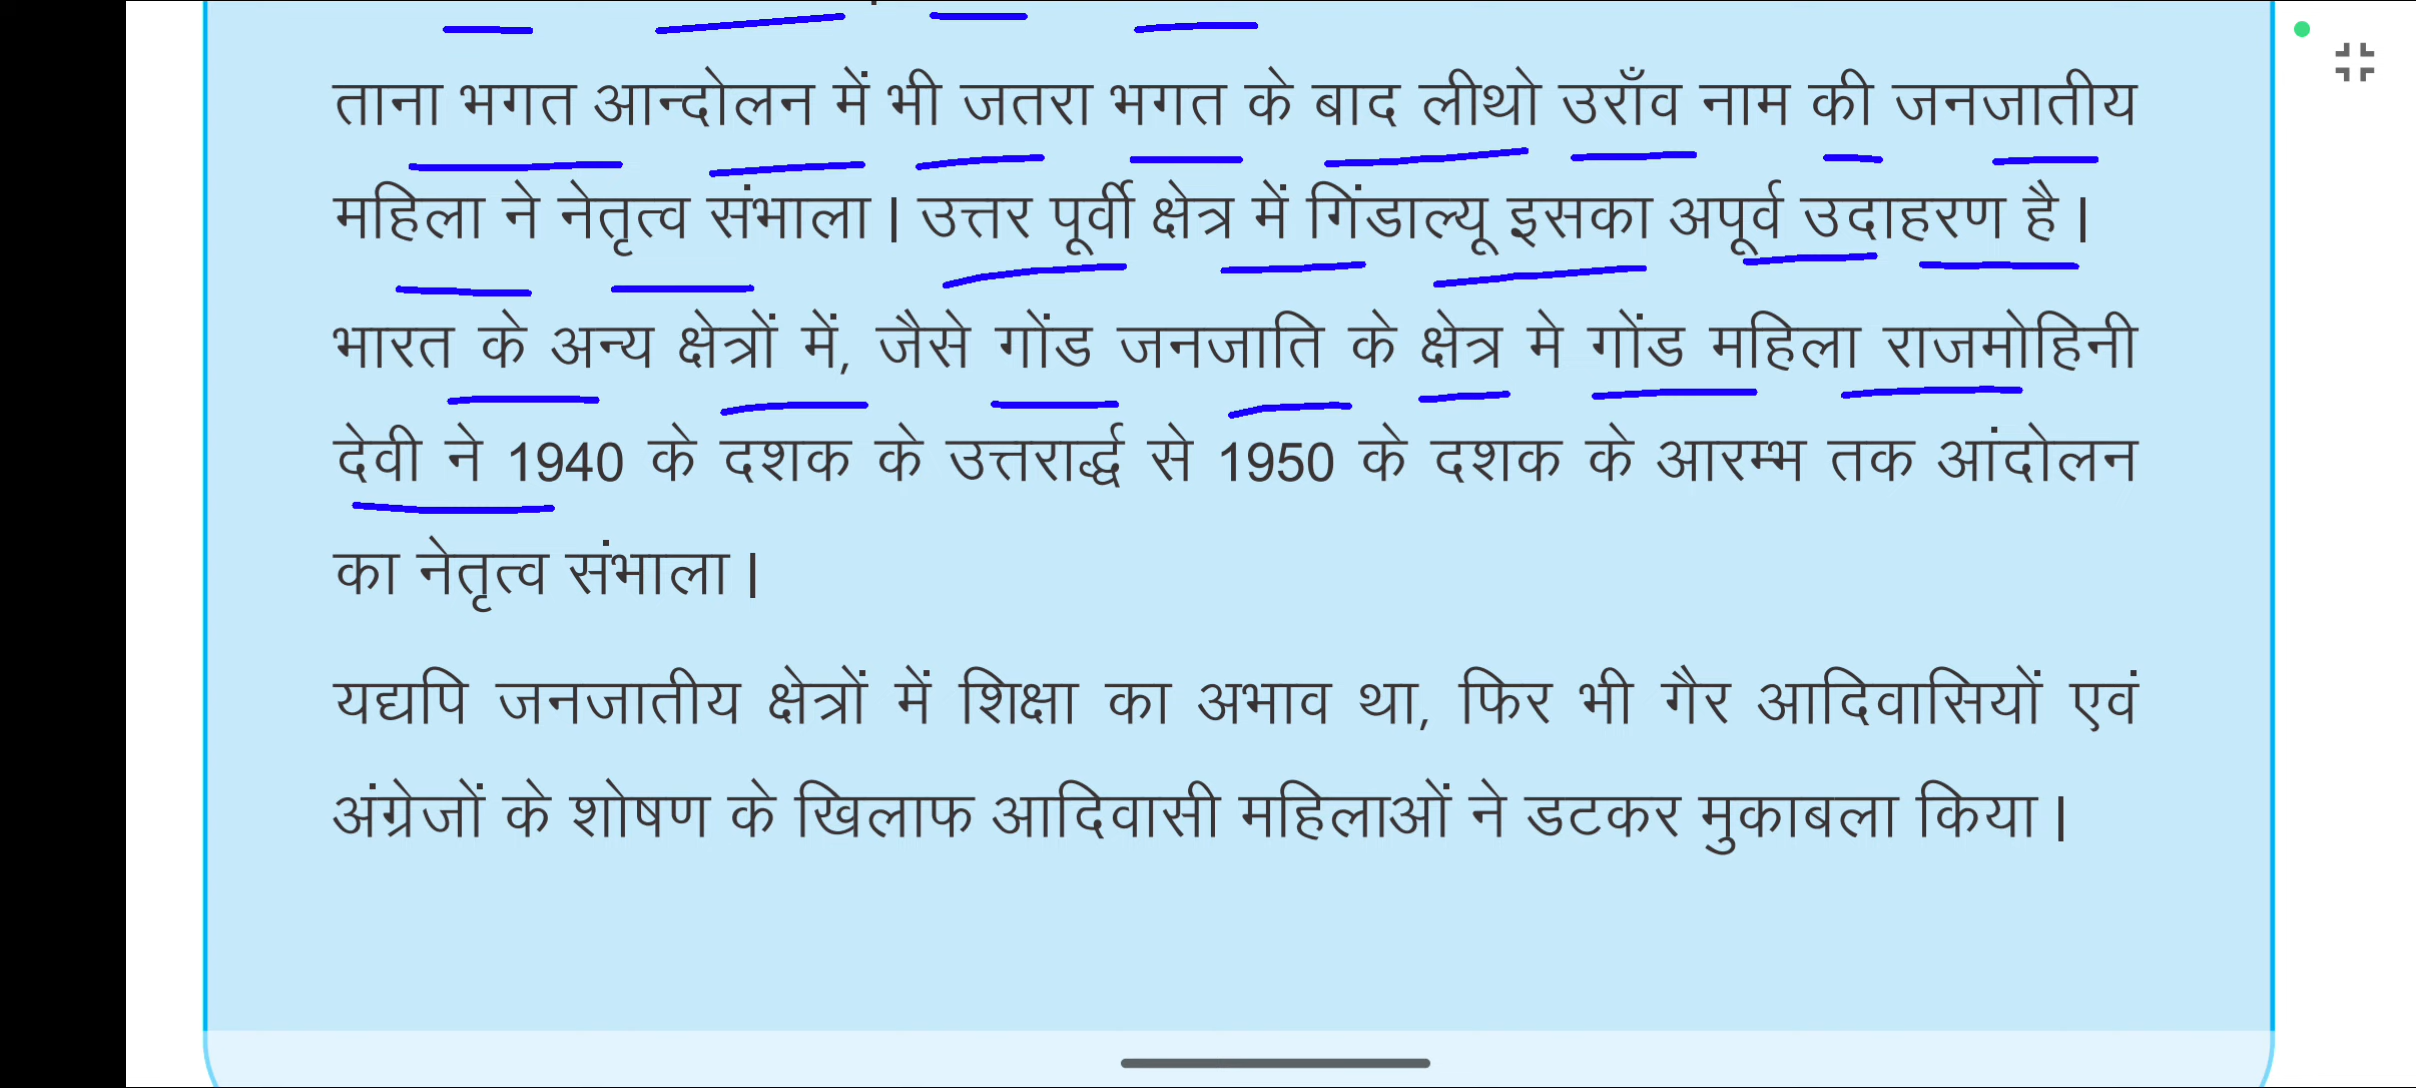 ताना भगत आन्दोलन में भी जतरा भगत के बाद लीथो उराँव नाम की जनजातीय
महिला ने नेतृत्व संभाला। उत्तर पूर्वी क्षेत्र में गिंडाल्यू इसका अपूर्व उदाहरण है।
भारत के अन्य क्षेत्रों में, जैसे गोंड जनजाति के क्षेत्र मे गोंड महिला राजमोहिनी
देवी ने 1940 के दशक के उत्तरार्द्ध से 1950 के दशक के आरम्भ तक आंदोलन
का नेतृत्व संभाला।
यद्यपि जनजातीय क्षेत्रों में शिक्षा का अभाव था, फिर भी गैर आदिवासियों एवं
अंग्रेजों के शोषण के खिलाफ आदिवासी महिलाओं ने डटकर मुकाबला किया।